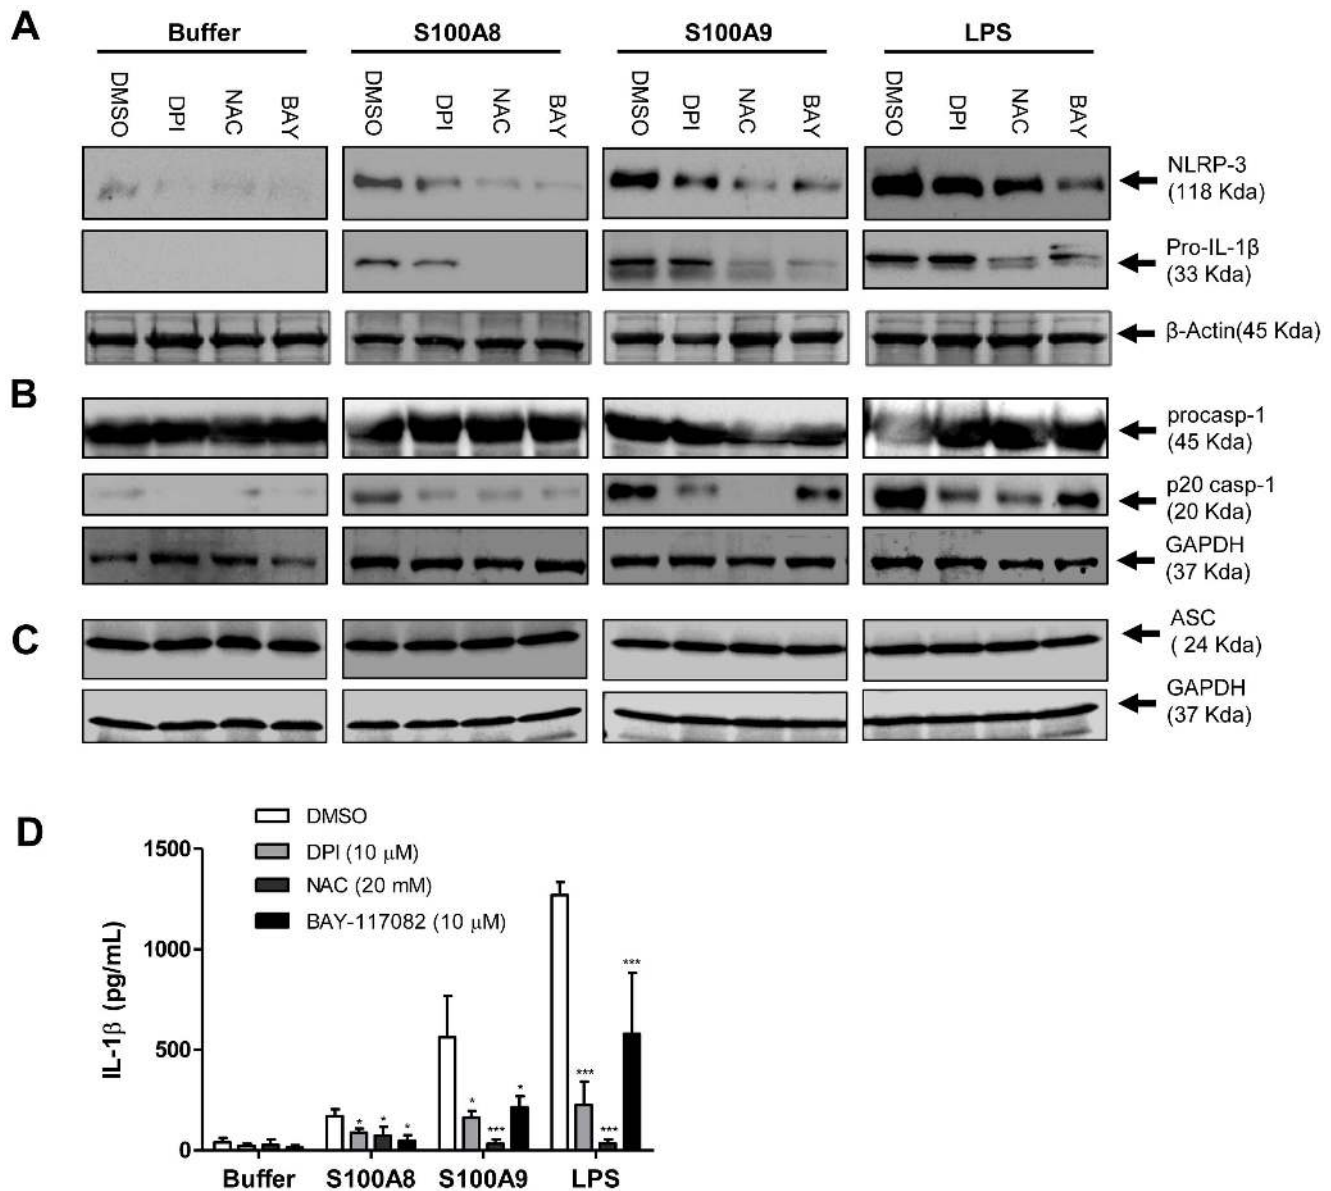 A
Buffer S100A8 S100A9 LPS
DMSO DPI NAC BAY DMSO DPI NAC BAY DMSO DPI NAC BAY DMSO DPI NAC BAY
NLRP-3
(118 Kda)
Pro-IL-1β
(33 Kda)
β-Actin(45 Kda)
B
procasp-1
(45 Kda)
p20 casp-1
(20 Kda)
GAPDH
(37 Kda)
C
ASC
( 24 Kda)
GAPDH
(37 Kda)
D
DMSO
DPI (10 μM)
NAC (20 mM)
BAY-117082 (10 μM)
IL-1β (pg/mL)
1500
1000
500
0
* * *
* *** *
*** *** ***
Buffer S100A8 S100A9 LPS